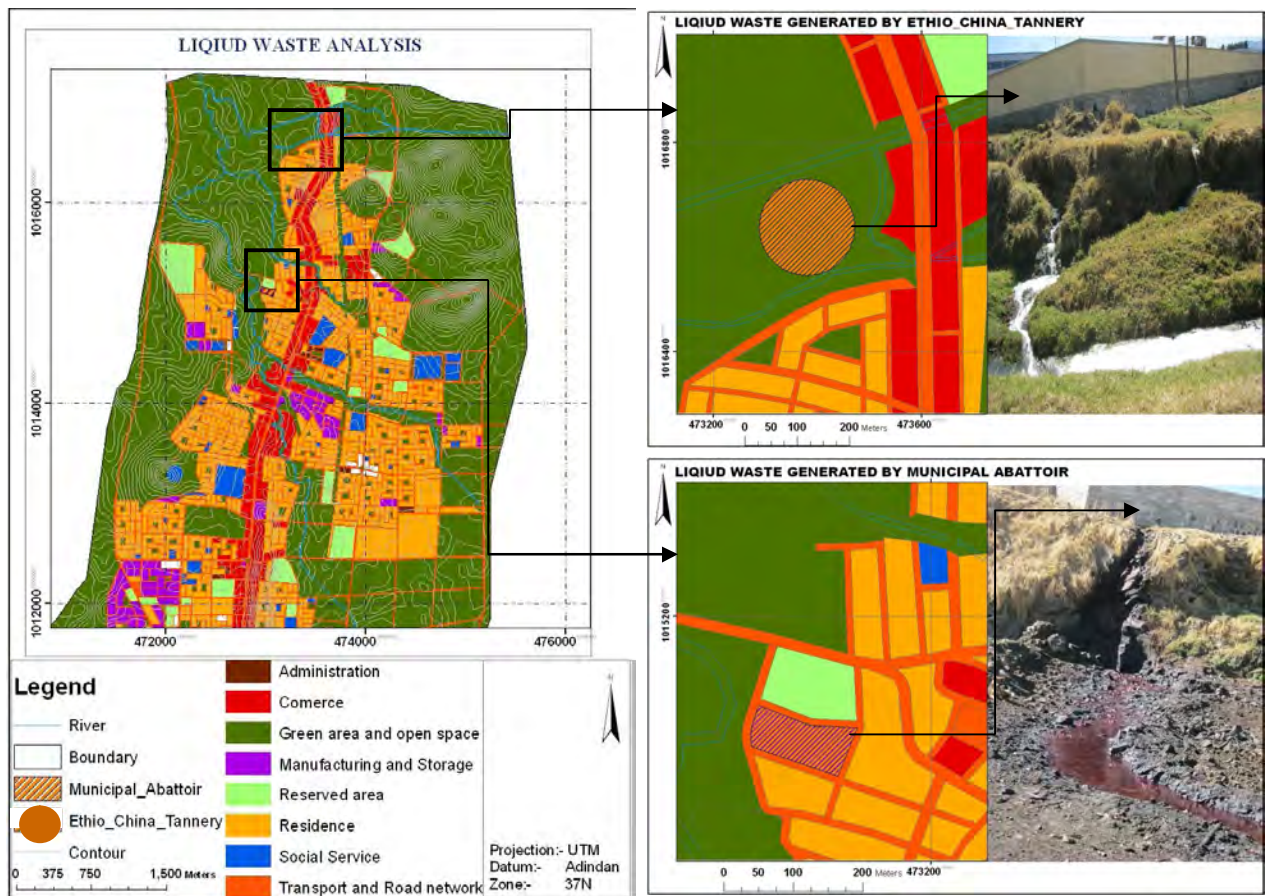 LIQIUD WASTE ANALYSIS
1016000
1014000
1012000
472000
474000
476000
Legend
River
Boundary
Municipal_Abattoir
Ethio_China_Tannery
Contour
0 375 750 1,500 Meters
Administration
Comerce
Green area and open space
Manufacturing and Storage
Reserved area
Residence
Social Service
Transport and Road network
N
Projection:- UTM
Datum:- Adindan
Zone:- 37N
LIQIUD WASTE GENERATED BY ETHIO_CHINA_TANNERY
N
1016800
1016400
473200
473600
0 50 100 200 Meters
LIQIUD WASTE GENERATED BY MUNICIPAL ABATTOIR
N
1015200
473200
0 50 100 200 Meters